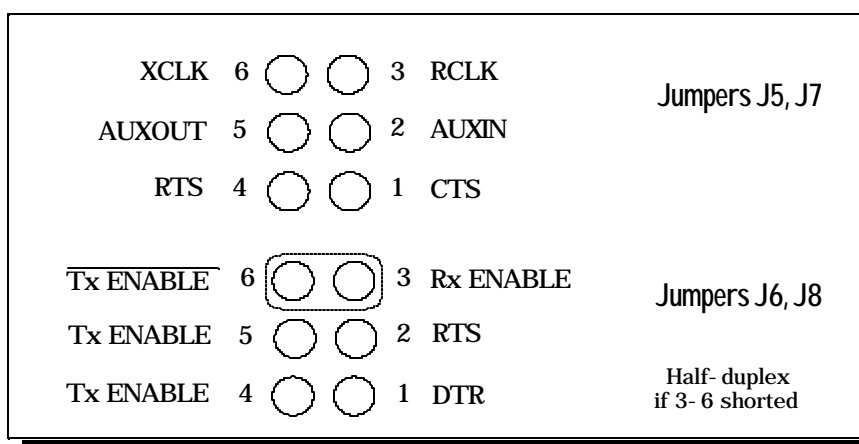 XCLK 6 3 RCLK
Jumpers J5, J7
AUXOUT 5 2 AUXIN
RTS 4 1 CTS
Tx ENABLE 6 3 Rx ENABLE
Jumpers J6, J8
Tx ENABLE 5 2 RTS
Tx ENABLE 4 1 DTR
Half-duplex
if 3-6 shorted